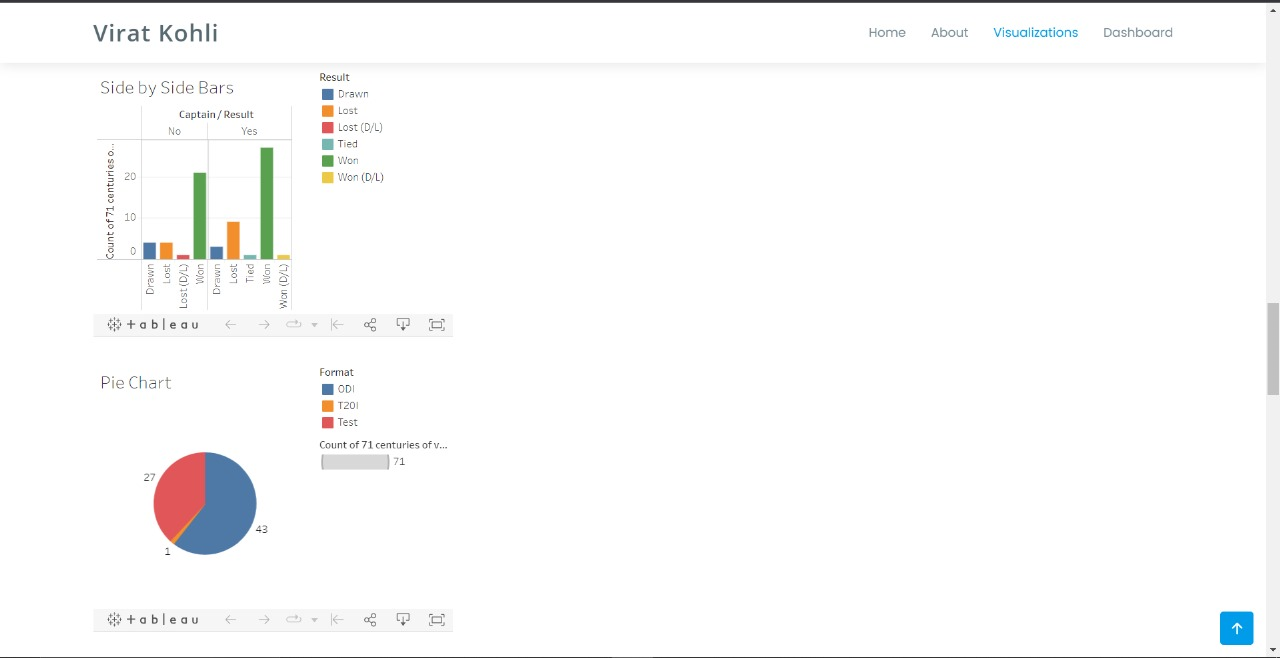 Virat Kohli
Home About Visualizations Dashboard
Side by Side Bars
Captain / Result
No Yes
Count of 71 centuries o...
20
10
0
Drawn
Lost
Lost (D/L)
Won
Drawn
Lost
Tied
Won
Won (D/L)
Result
Drawn
Lost
Lost (D/L)
Tied
Won
Won (D/L)
+ableau
Pie Chart
27
43
1
Format
ODI
T20I
Test
Count of 71 centuries of v...
71
+ableau